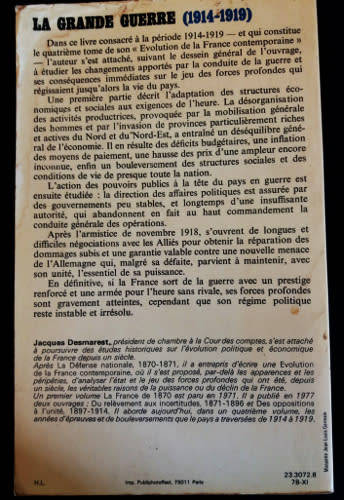 LA GRANDE GUERRE (1914-1919)
Dans ce livre consacré à la période 1914-1919 — et qui constitue
le quatrième tome de son « Evolution de la France contemporaine »
— l'auteur s'est attaché, suivant le dessein général de l'ouvrage,
à étudier les changements apportés par la conduite de la guerre et
ses conséquences immédiates sur le jeu des forces profondes qui
régissaient jusqu'alors la vie du pays.
Une première partie décrit l'adaptation des structures éco-
nomiques et sociales aux exigences de l'heure. La désorganisation
des activités productrices, provoquée par la mobilisation générale
des hommes et par l'invasion de provinces particulièrement riches
et actives du Nord et du Nord-Est, a entraîné un déséquilibre géné-
ral de l'économie. Il en résulte des déficits budgétaires, une inflation
des moyens de paiement, une hausse des prix d'une ampleur encore
inconnue, enfin un bouleversement des structures sociales et des
conditions de vie de presque toute la nation.
L'action des pouvoirs publics à la tête du pays en guerre est
ensuite étudiée : la direction des affaires politiques est assurée par
des gouvernements peu stables, et longtemps d'une insuffisante
autorité, qui abandonnent en fait au haut commandement la
conduite générale des opérations.
Après l'armistice de novembre 1918, s'ouvrent de longues et
difficiles négociations avec les Alliés pour obtenir la réparation des
dommages subis et une garantie valable contre une nouvelle menace
de l'Allemagne qui, malgré sa défaite, parvient à maintenir, avec
son unité, l'essentiel de sa puissance.
En définitive, si la France sort de la guerre avec un prestige
renforcé et une armée pour l'heure sans rivale, ses forces profondes
sont gravement atteintes, cependant que son régime politique
reste instable et irrésolu.
Jacques Desmarest, président de chambre à la Cour des comptes, s'est attaché
à poursuivre des études historiques sur l'évolution politique et économique
de la France depuis un siècle.
Après La Défense nationale, 1870-1871, il a entrepris d'écrire une Evolution
de la France contemporaine, où il s'est proposé, par-delà les apparences et les
péripéties, d'analyser l'état et le jeu des forces profondes qui ont été, depuis
un siècle, les véritables raisons de la puissance ou du déclin de la France.
Un premier volume La France de 1870 est paru en 1971. Il a publié en 1977
deux ouvrages : Du relèvement aux incertitudes, 1871-1896 et Des oppositions
à l'unité, 1897-1914. Il aborde aujourd'hui, dans un quatrième volume, les
années d'épreuves et de bouleversements que le pays a traversées de 1914 à 1919.
Maquette Jean-Louis Germain
23.3072.8
H.L. Imp. Publiphotoffset, 75011 Paris 78-XI